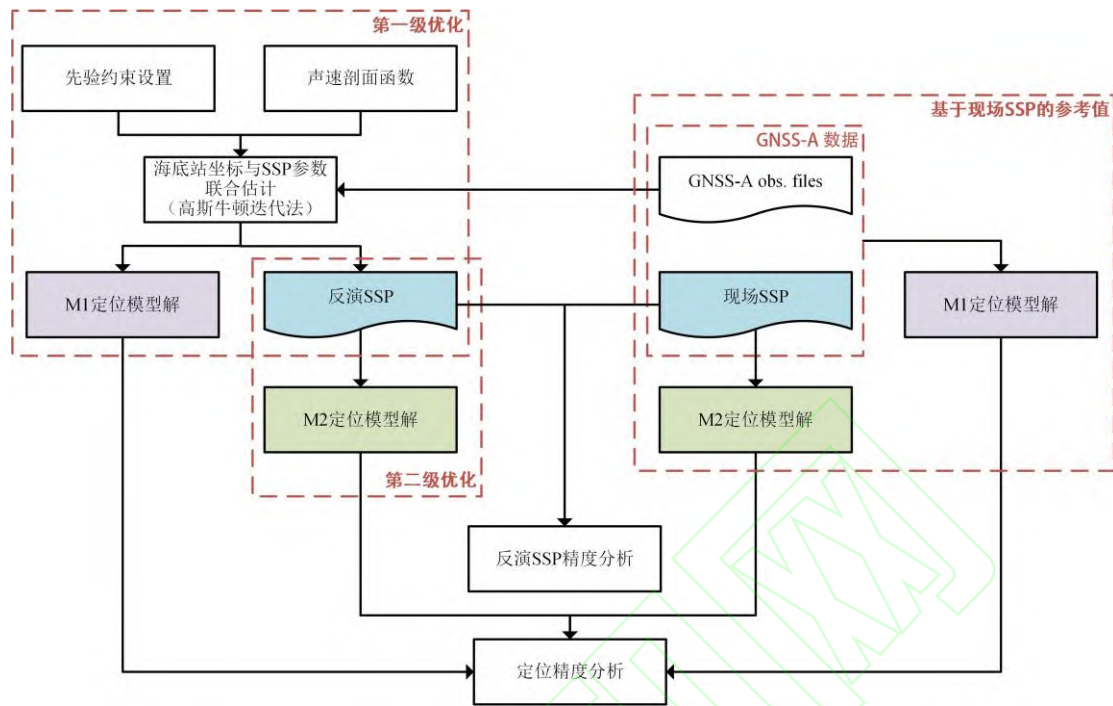 第一级优化
先验约束设置
声速剖面函数
海底站坐标与SSP参数
联合估计
（高斯牛顿迭代法）
M1定位模型解
反演SSP
M2定位模型解
第二级优化
基于现场SSP的参考值
GNSS-A 数据
GNSS-A obs. files
现场SSP
M1定位模型解
M2定位模型解
反演SSP精度分析
定位精度分析